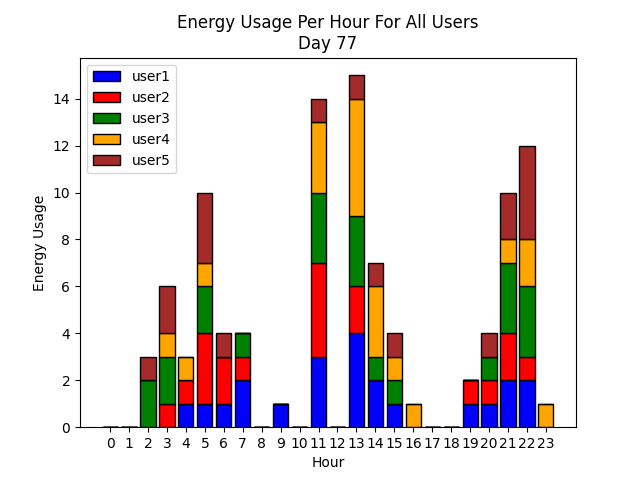 Energy Usage Per Hour For All Users
Day 77
user1
user2
user3
user4
user5
Energy Usage
14
12
10
8
6
4
2
0
0 1 2 3 4 5 6 7 8 9 10 11 12 13 14 15 16 17 18 19 20 21 22 23
Hour